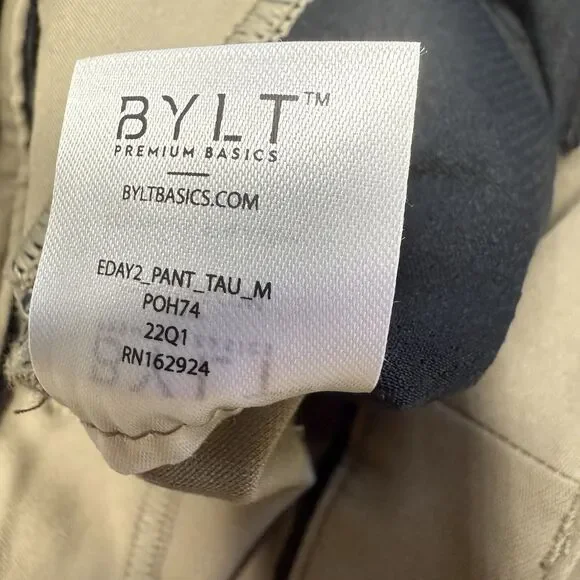 BYLT™
PREMIUM BASICS
BYLTBASICS.COM
EDAY2_PANT_TAU_M
POH74
22Q1
RN162924